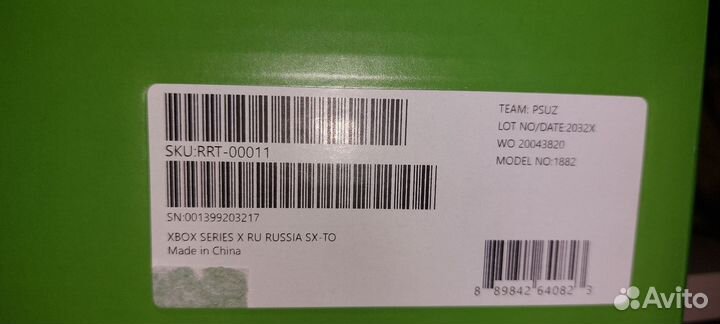 SKU:RRT-00011
SN:001399203217
XBOX SERIES X RU RUSSIA SX-TO
Made in China
TEAM: PSUZ
LOT NO/DATE:2032X
WO 20043820
MODEL NO:1882
8 89842 64082 3
Avito